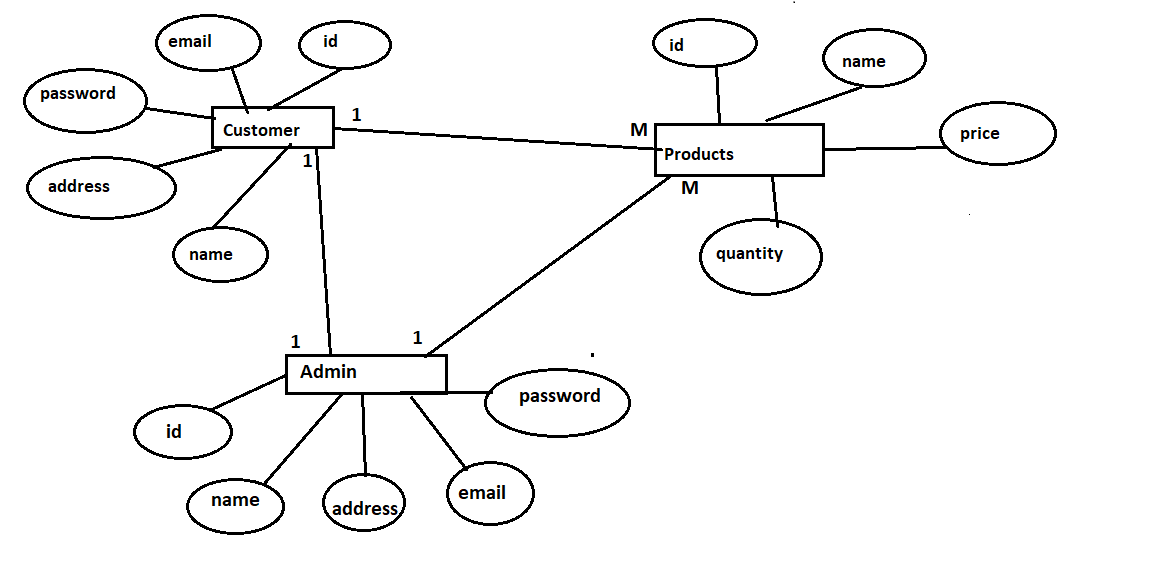 email
id
password
Customer
1
address
1
name
id
name
M
Products
price
M
quantity
1
1
Admin
password
id
name
address
email